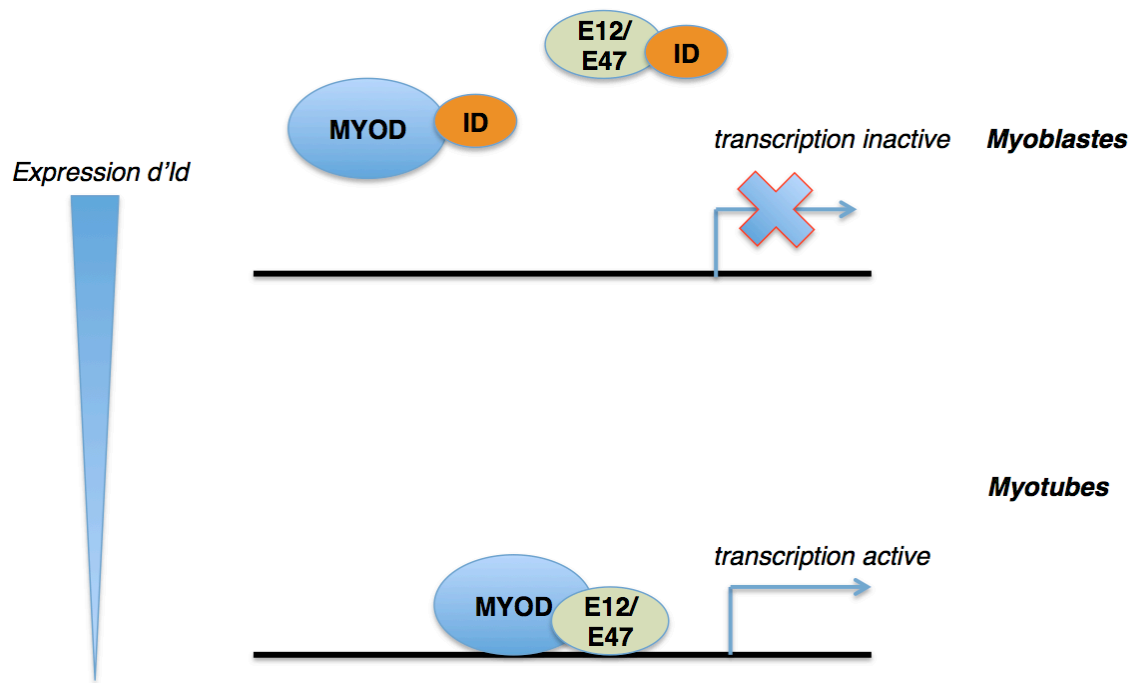 E12/
E47
ID
MYOD
ID
transcription inactive
Myoblastes
Expression d’Id
Myotubes
transcription active
MYOD
E12/
E47